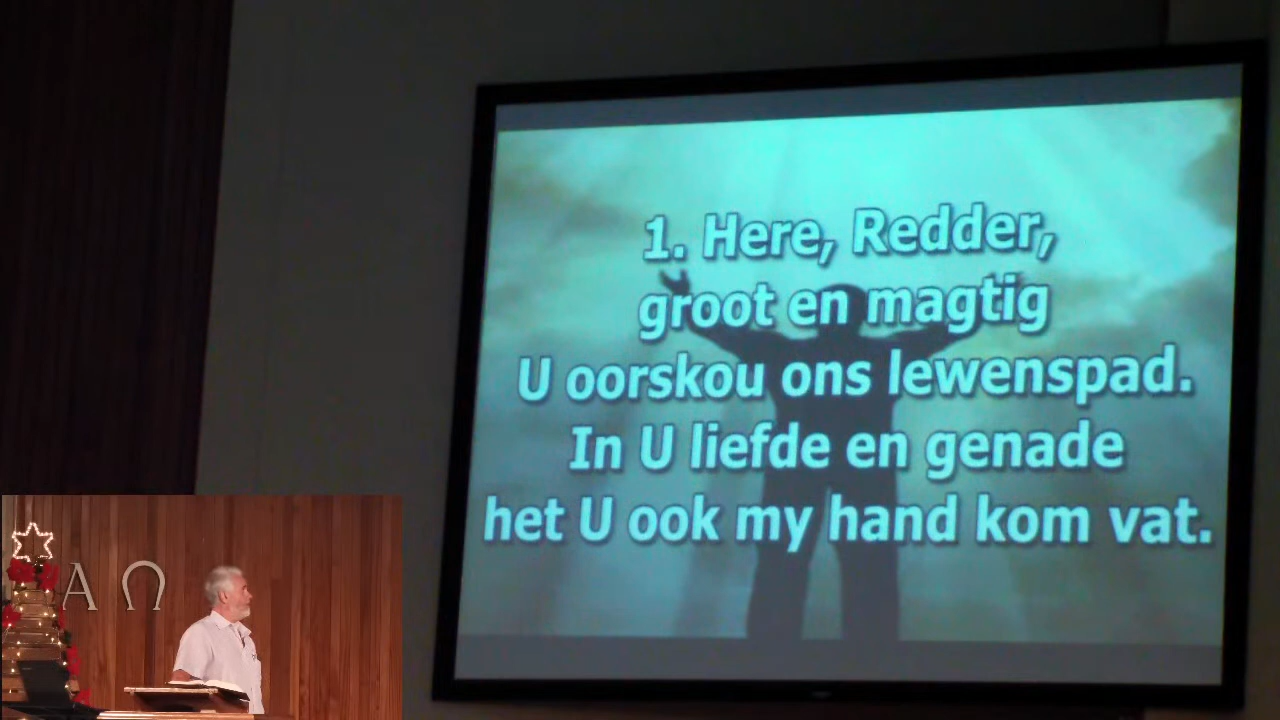 1. Here, Redder,
groot en magtig
U oorskou ons lewenspad.
In U liefde en genade
het U ook my hand kom vat.
Α Ω